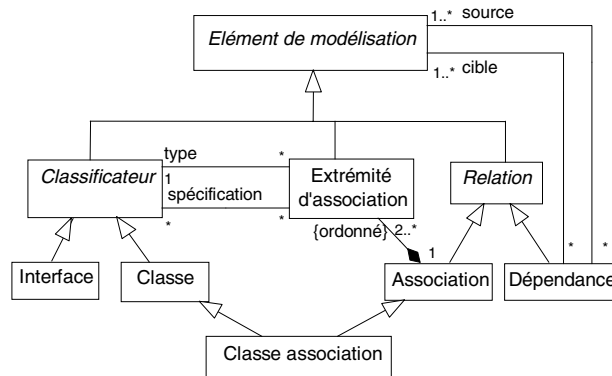 1..* source
Elément de modélisation
1..* cible
type *
Classificateur
1
Extrémité
d'association
Relation
spécification
* *
{ordonné} 2..*
1
* *
Interface
Classe
Association
Dépendance
Classe association